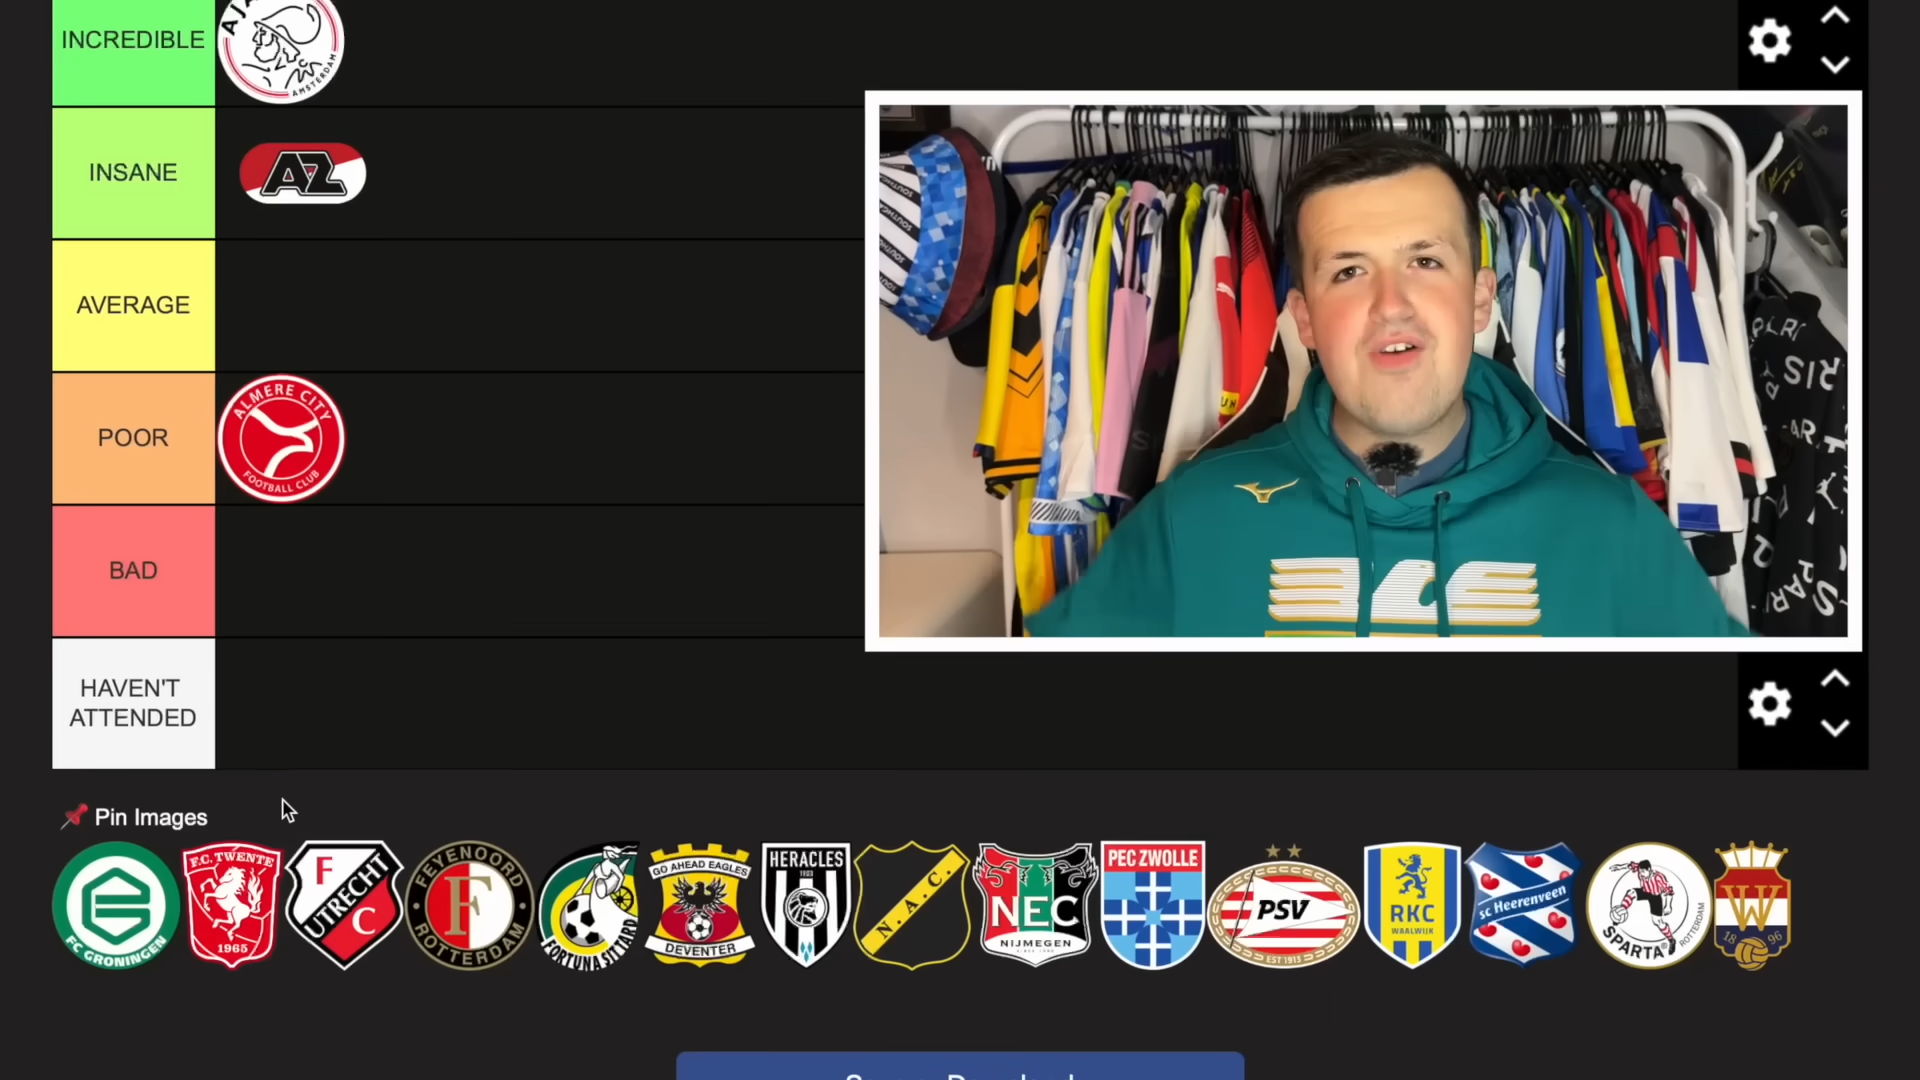 INCREDIBLE
AJAX
AMSTERDAM
INSANE
AZ
AVERAGE
POOR
ALMERE CITY
FOOTBALL CLUB
BAD
HAVEN'T
ATTENDED
Pin Images
FC GRONINGEN
F.C. TWENTE
1965
F
UTRECHT
C
FEYENOORD
F
ROTTERDAM
FORTUNA SITTARD
GO AHEAD EAGLES
DEVENTER
HERACLES
1903
N.A.C.
NEC
NIJMEGEN
PEC ZWOLLE
PSV
EST 1913
RKC
WAALWIJK
sc Heerenveen
SPARTA
ROTTERDAM
W
18 96